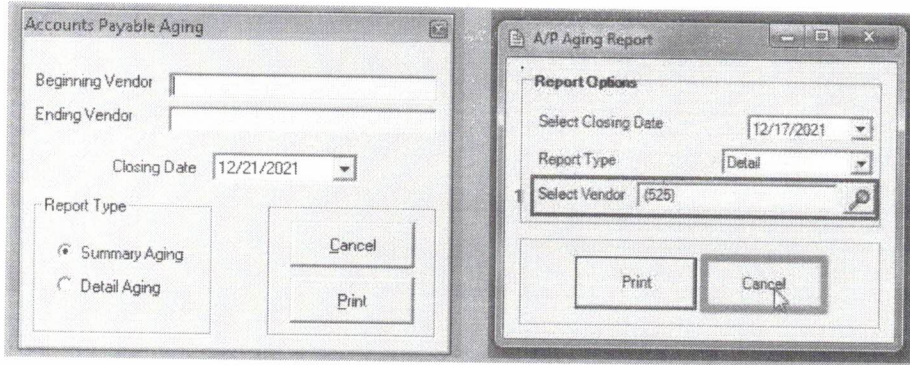 Accounts Payable Aging
Beginning Vendor
Ending Vendor
Closing Date 12/21/2021
Report Type
Summary Aging
Detail Aging
Cancel
Print
A/P Aging Report
Report Options
Select Closing Date 12/17/2021
Report Type Detail
1 Select Vendor (525)
Print
Cancel